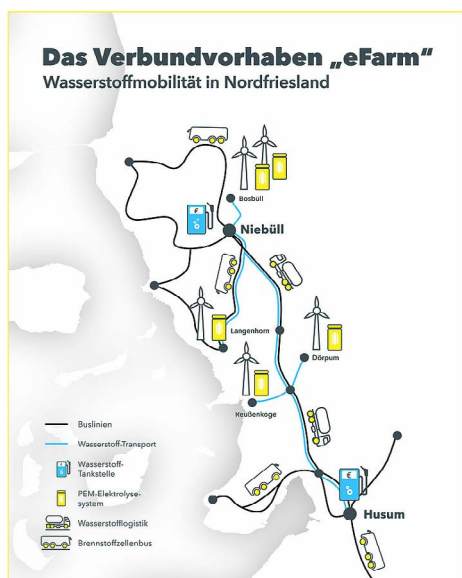 Das Verbundvorhaben „eFarm“
Wasserstoffmobilität in Nordfriesland
Bosbüll
Niebüll
Langenhorn
Dörpum
Reußenköge
Buslinien
Wasserstoff-Transport
Wasserstoff-
Tankstelle
PEM-Elektrolyse-
system
Wasserstofflogistik
Brennstoffzellenbus
Husum